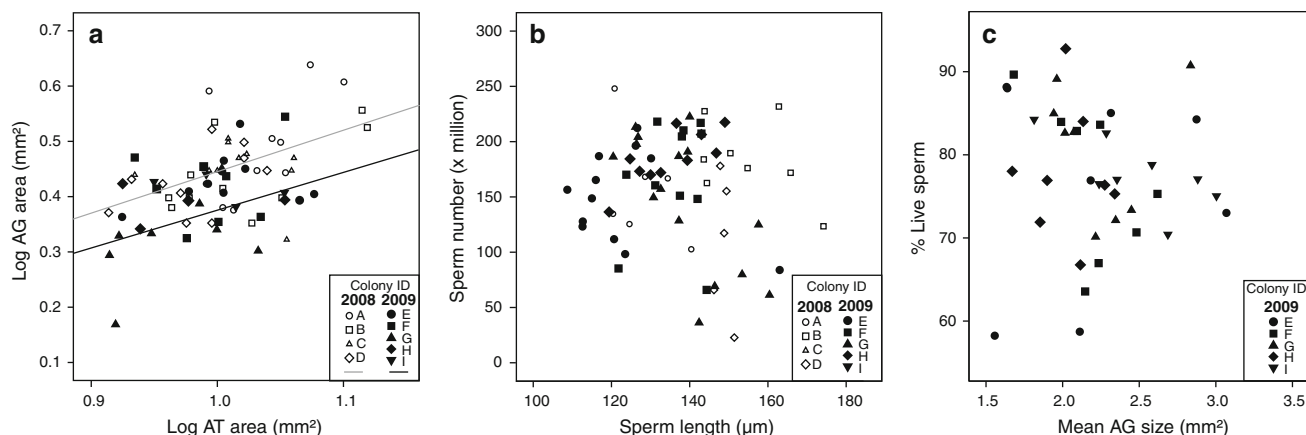 a
0.7
0.6
0.5
0.4
0.3
0.2
0.1
Log AG area (mm²)
0.9 1.0 1.1
Log AT area (mm²)
Colony ID
2008 2009
A E
B F
C G
D H
I
b
300
250
200
150
100
50
0
Sperm number (x million)
100 120 140 160 180
Sperm length (µm)
Colony ID
2008 2009
A E
B F
C G
D H
I
c
90
80
70
60
% Live sperm
1.5 2.0 2.5 3.0 3.5
Mean AG size (mm²)
Colony ID
2009
E
F
G
H
I